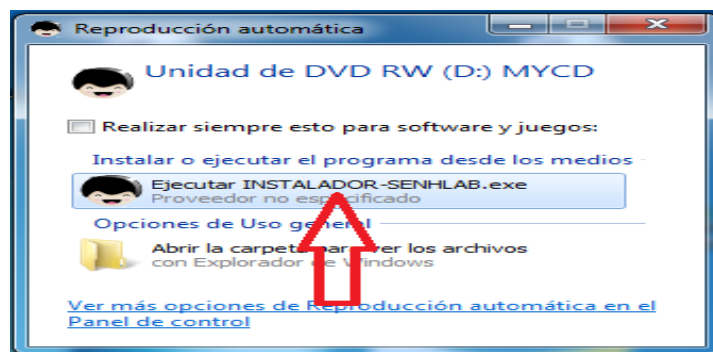 Reproducción automática
Unidad de DVD RW (D:) MYCD
Realizar siempre esto para software y juegos:
Instalar o ejecutar el programa desde los medios
Ejecutar INSTALADOR-SENHLAB.exe
Proveedor no especificado
Opciones de Uso general
Abrir la carpeta para ver los archivos
con Explorador de Windows
Ver más opciones de Reproducción automática en el
Panel de control